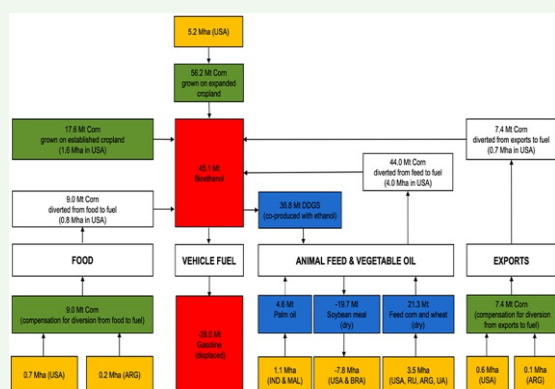 5.2 Mha (USA)
56.2 Mt Corn
grown on expanded
cropland
17.6 Mt Corn
grown on established cropland
(1.6 Mha in USA)
45.1 Mt
Bioethanol
7.4 Mt Corn
diverted from exports to fuel
(0.7 Mha in USA)
44.0 Mt Corn
diverted from feed to fuel
(4.0 Mha in USA)
9.0 Mt Corn
diverted from food to fuel
(0.8 Mha in USA)
36.8 Mt DDGS
(co-produced with ethanol)
FOOD
VEHICLE FUEL
ANIMAL FEED & VEGETABLE OIL
EXPORTS
9.0 Mt Corn
(compensation for diversion from food to fuel)
Gasoline
(displaced)
4.6 Mt
Palm oil
-19.7 Mt
Soybean meal
(dry)
21.3 Mt
Feed corn and wheat
(dry)
7.4 Mt Corn
(compensation for diversion
from exports to fuel)
0.7 Mha (USA)
0.2 Mha (ARG)
1.1 Mha
(IND & MAL)
-7.8 Mha
(USA & BRA)
3.5 Mha
(USA, RU, ARG, UA)
0.6 Mha
(USA)
0.1 Mha
(ARG)